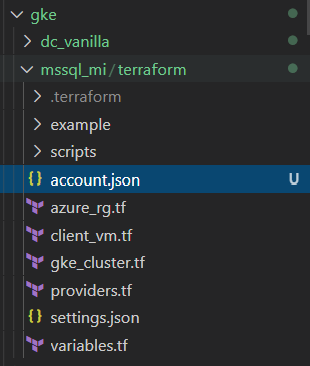 gke
dc_vanilla
mssql_mi/terraform
.terraform
example
scripts
{} account.json U
azure_rg.tf
client_vm.tf
gke_cluster.tf
providers.tf
{} settings.json
variables.tf